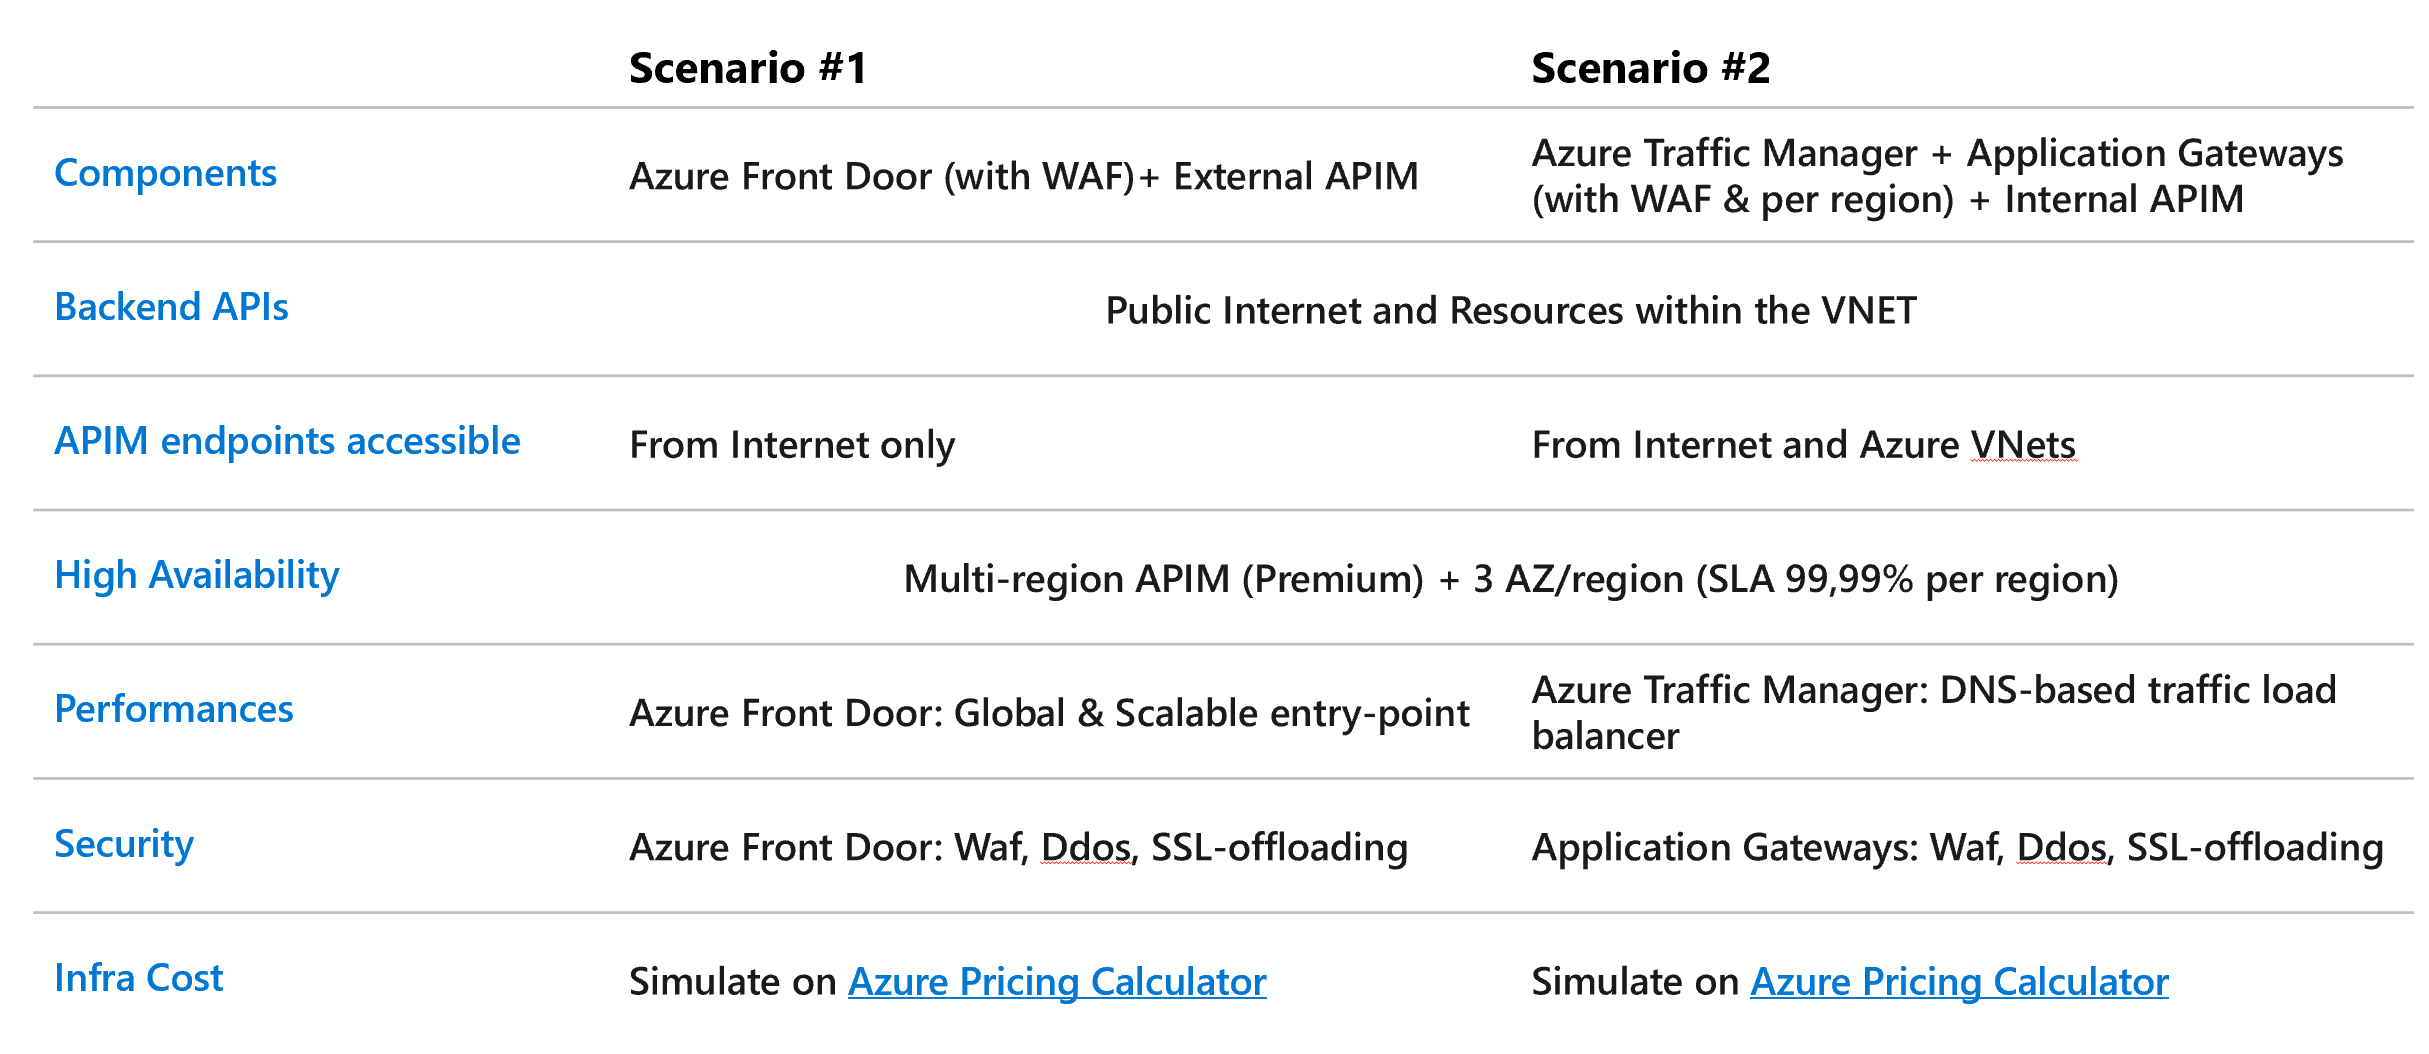 Scenario #1
Scenario #2
Components
Azure Front Door (with WAF)+ External APIM
Azure Traffic Manager + Application Gateways
(with WAF & per region) + Internal APIM
Backend APIs
Public Internet and Resources within the VNET
APIM endpoints accessible
From Internet only
From Internet and Azure VNets
High Availability
Multi-region APIM (Premium) + 3 AZ/region (SLA 99,99% per region)
Performances
Azure Front Door: Global & Scalable entry-point
Azure Traffic Manager: DNS-based traffic load
balancer
Security
Azure Front Door: Waf, Ddos, SSL-offloading
Application Gateways: Waf, Ddos, SSL-offloading
Infra Cost
Simulate on Azure Pricing Calculator
Simulate on Azure Pricing Calculator